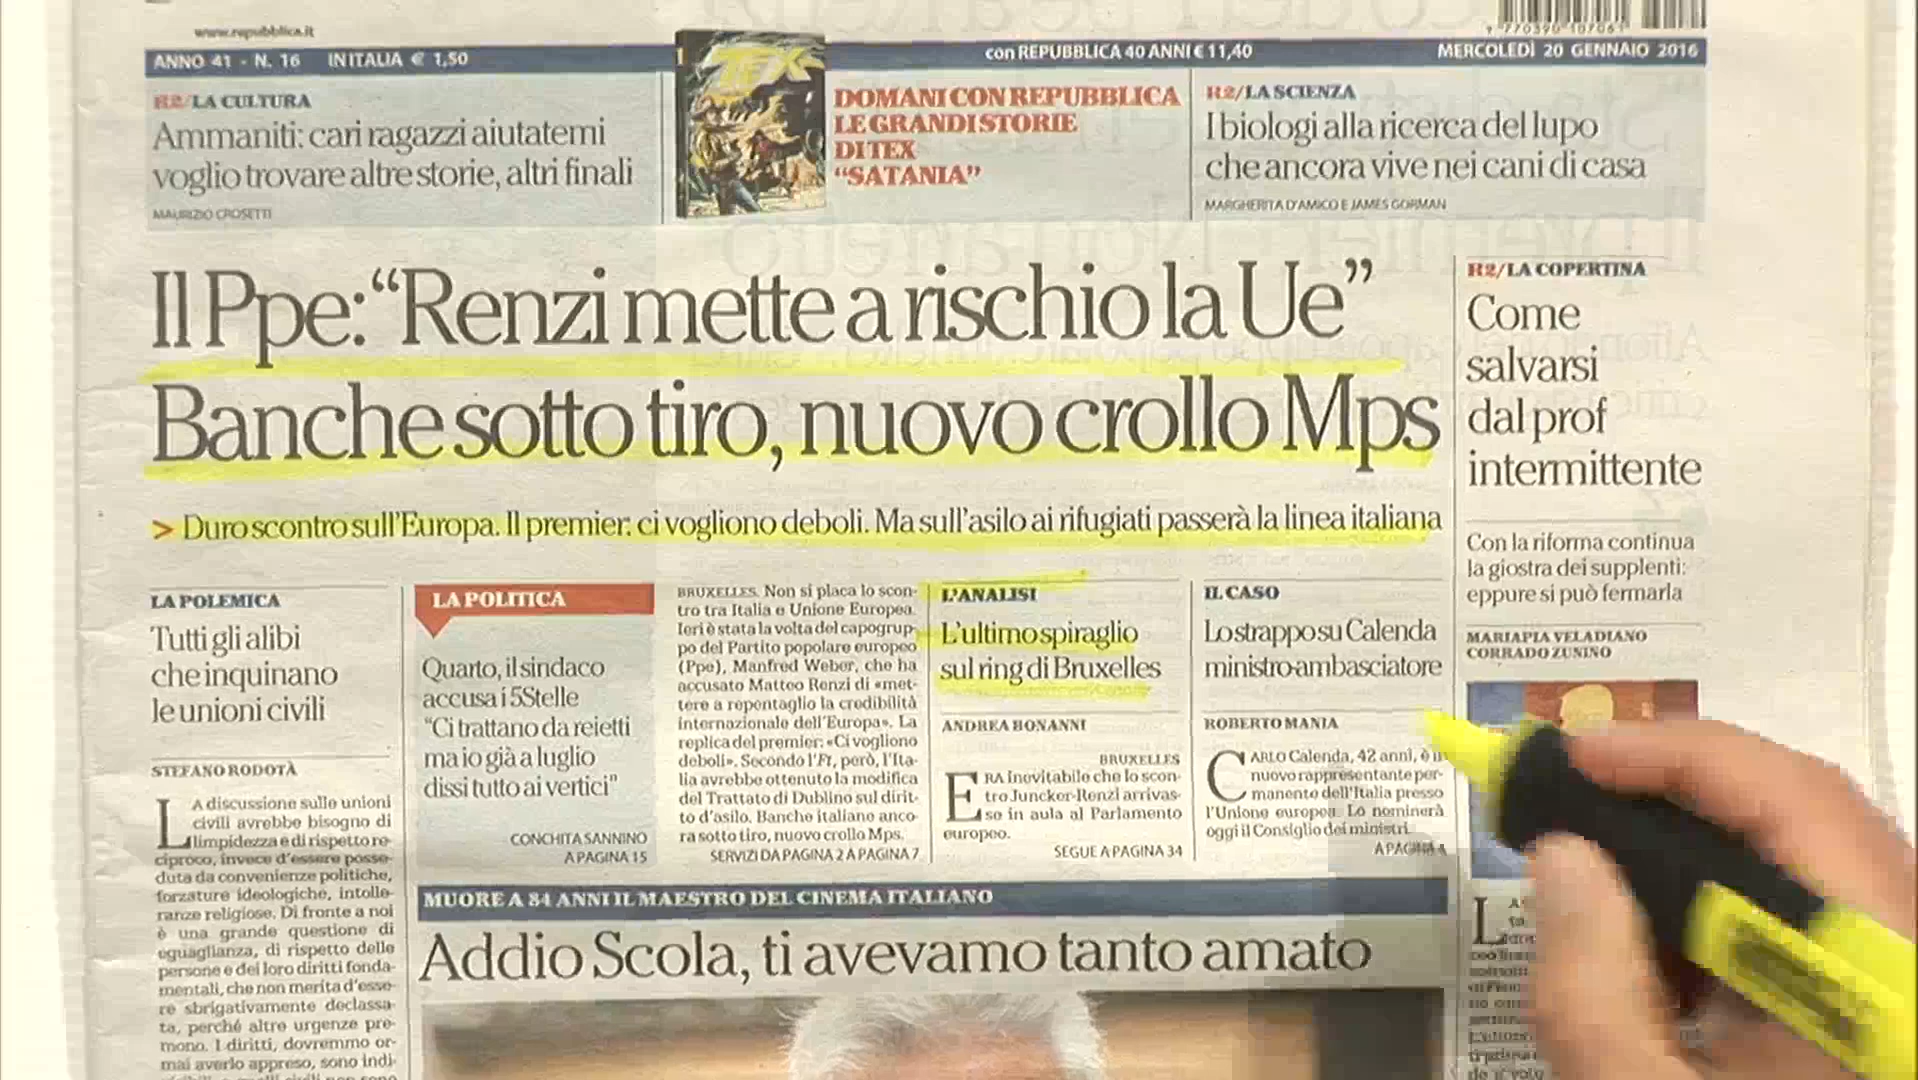 www.repubblica.it
ANNO 41 - N. 16 IN ITALIA € 1,50
con REPUBBLICA 40 ANNI € 11,40
MERCOLEDÌ 20 GENNAIO 2016
R2/LA CULTURA
Ammaniti: cari ragazzi aiutatemi
voglio trovare altre storie, altri finali
MAURIZIO CROSETTI
TEX
DOMANI CON REPUBBLICA
LE GRANDI STORIE
DI TEX
“SATANIA”
R2/LA SCIENZA
I biologi alla ricerca del lupo
che ancora vive nei cani di casa
MARGHERITA D'AMICO E JAMES GORMAN
Il Ppe: “Renzi mette a rischio la Ue”
Banche sotto tiro, nuovo crollo Mps
> Duro scontro sull'Europa. Il premier: ci vogliono deboli. Ma sull'asilo ai rifugiati passerà la linea italiana
LA POLEMICA
Tutti gli alibi
che inquinano
le unioni civili
STEFANO RODOTÀ
LA discussione sulle unioni
civili avrebbe bisogno di
limpidezza e di rispetto re-
ciproco, invece d'essere posse-
duta da convenienze politiche,
forzature ideologiche, intolle-
ranze religiose. Di fronte a noi
è una grande questione di
eguaglianza, di rispetto delle
persone e dei loro diritti fonda-
mentali, che non merita d'esse-
re sbrigativamente declassa-
ta, perché altre urgenze pre-
mono. I diritti, dovremmo or-
mai averlo appreso, sono indi-
LA POLITICA
Quarto, il sindaco
accusa i 5Stelle
“Ci trattano da reietti
ma io già a luglio
dissi tutto ai vertici”
CONCHITA SANNINO
A PAGINA 15
BRUXELLES. Non si placa lo scon-
tro tra Italia e Unione Europea.
Ieri è stata la volta del capogrup-
po del Partito popolare europeo
(Ppe), Manfred Weber, che ha
accusato Matteo Renzi di «met-
tere a repentaglio la credibilità
internazionale dell'Europa». La
replica del premier: «Ci vogliono
deboli». Secondo l'Ft, però, l'Ita-
lia avrebbe ottenuto la modifica
del Trattato di Dublino sul dirit-
to d'asilo. Banche italiane anco-
ra sotto tiro, nuovo crollo Mps.
SERVIZI DA PAGINA 2 A PAGINA 7
L'ANALISI
L'ultimo spiraglio
sul ring di Bruxelles
ANDREA BONANNI
BRUXELLES
ERA inevitabile che lo scon-
tro Juncker-Renzi arrivas-
se in aula al Parlamento
europeo.
SEGUE A PAGINA 34
IL CASO
Lo strappo su Calenda
ministro-ambasciatore
ROBERTO MANIA
CARLO Calenda, 42 anni, è
nuovo rappresentante per-
manente dell'Italia presso
l'Unione europea. Lo nominerà
oggi il Consiglio dei ministri.
A PAGINA 4
R2/LA COPERTINA
Come
salvarsi
dal prof
intermittente
Con la riforma continua
la giostra dei supplenti:
eppure si può fermarla
MARIAPIA VELADIANO
CORRADO ZUNINO
MUORE A 84 ANNI IL MAESTRO DEL CINEMA ITALIANO
Addio Scola, ti avevamo tanto amato